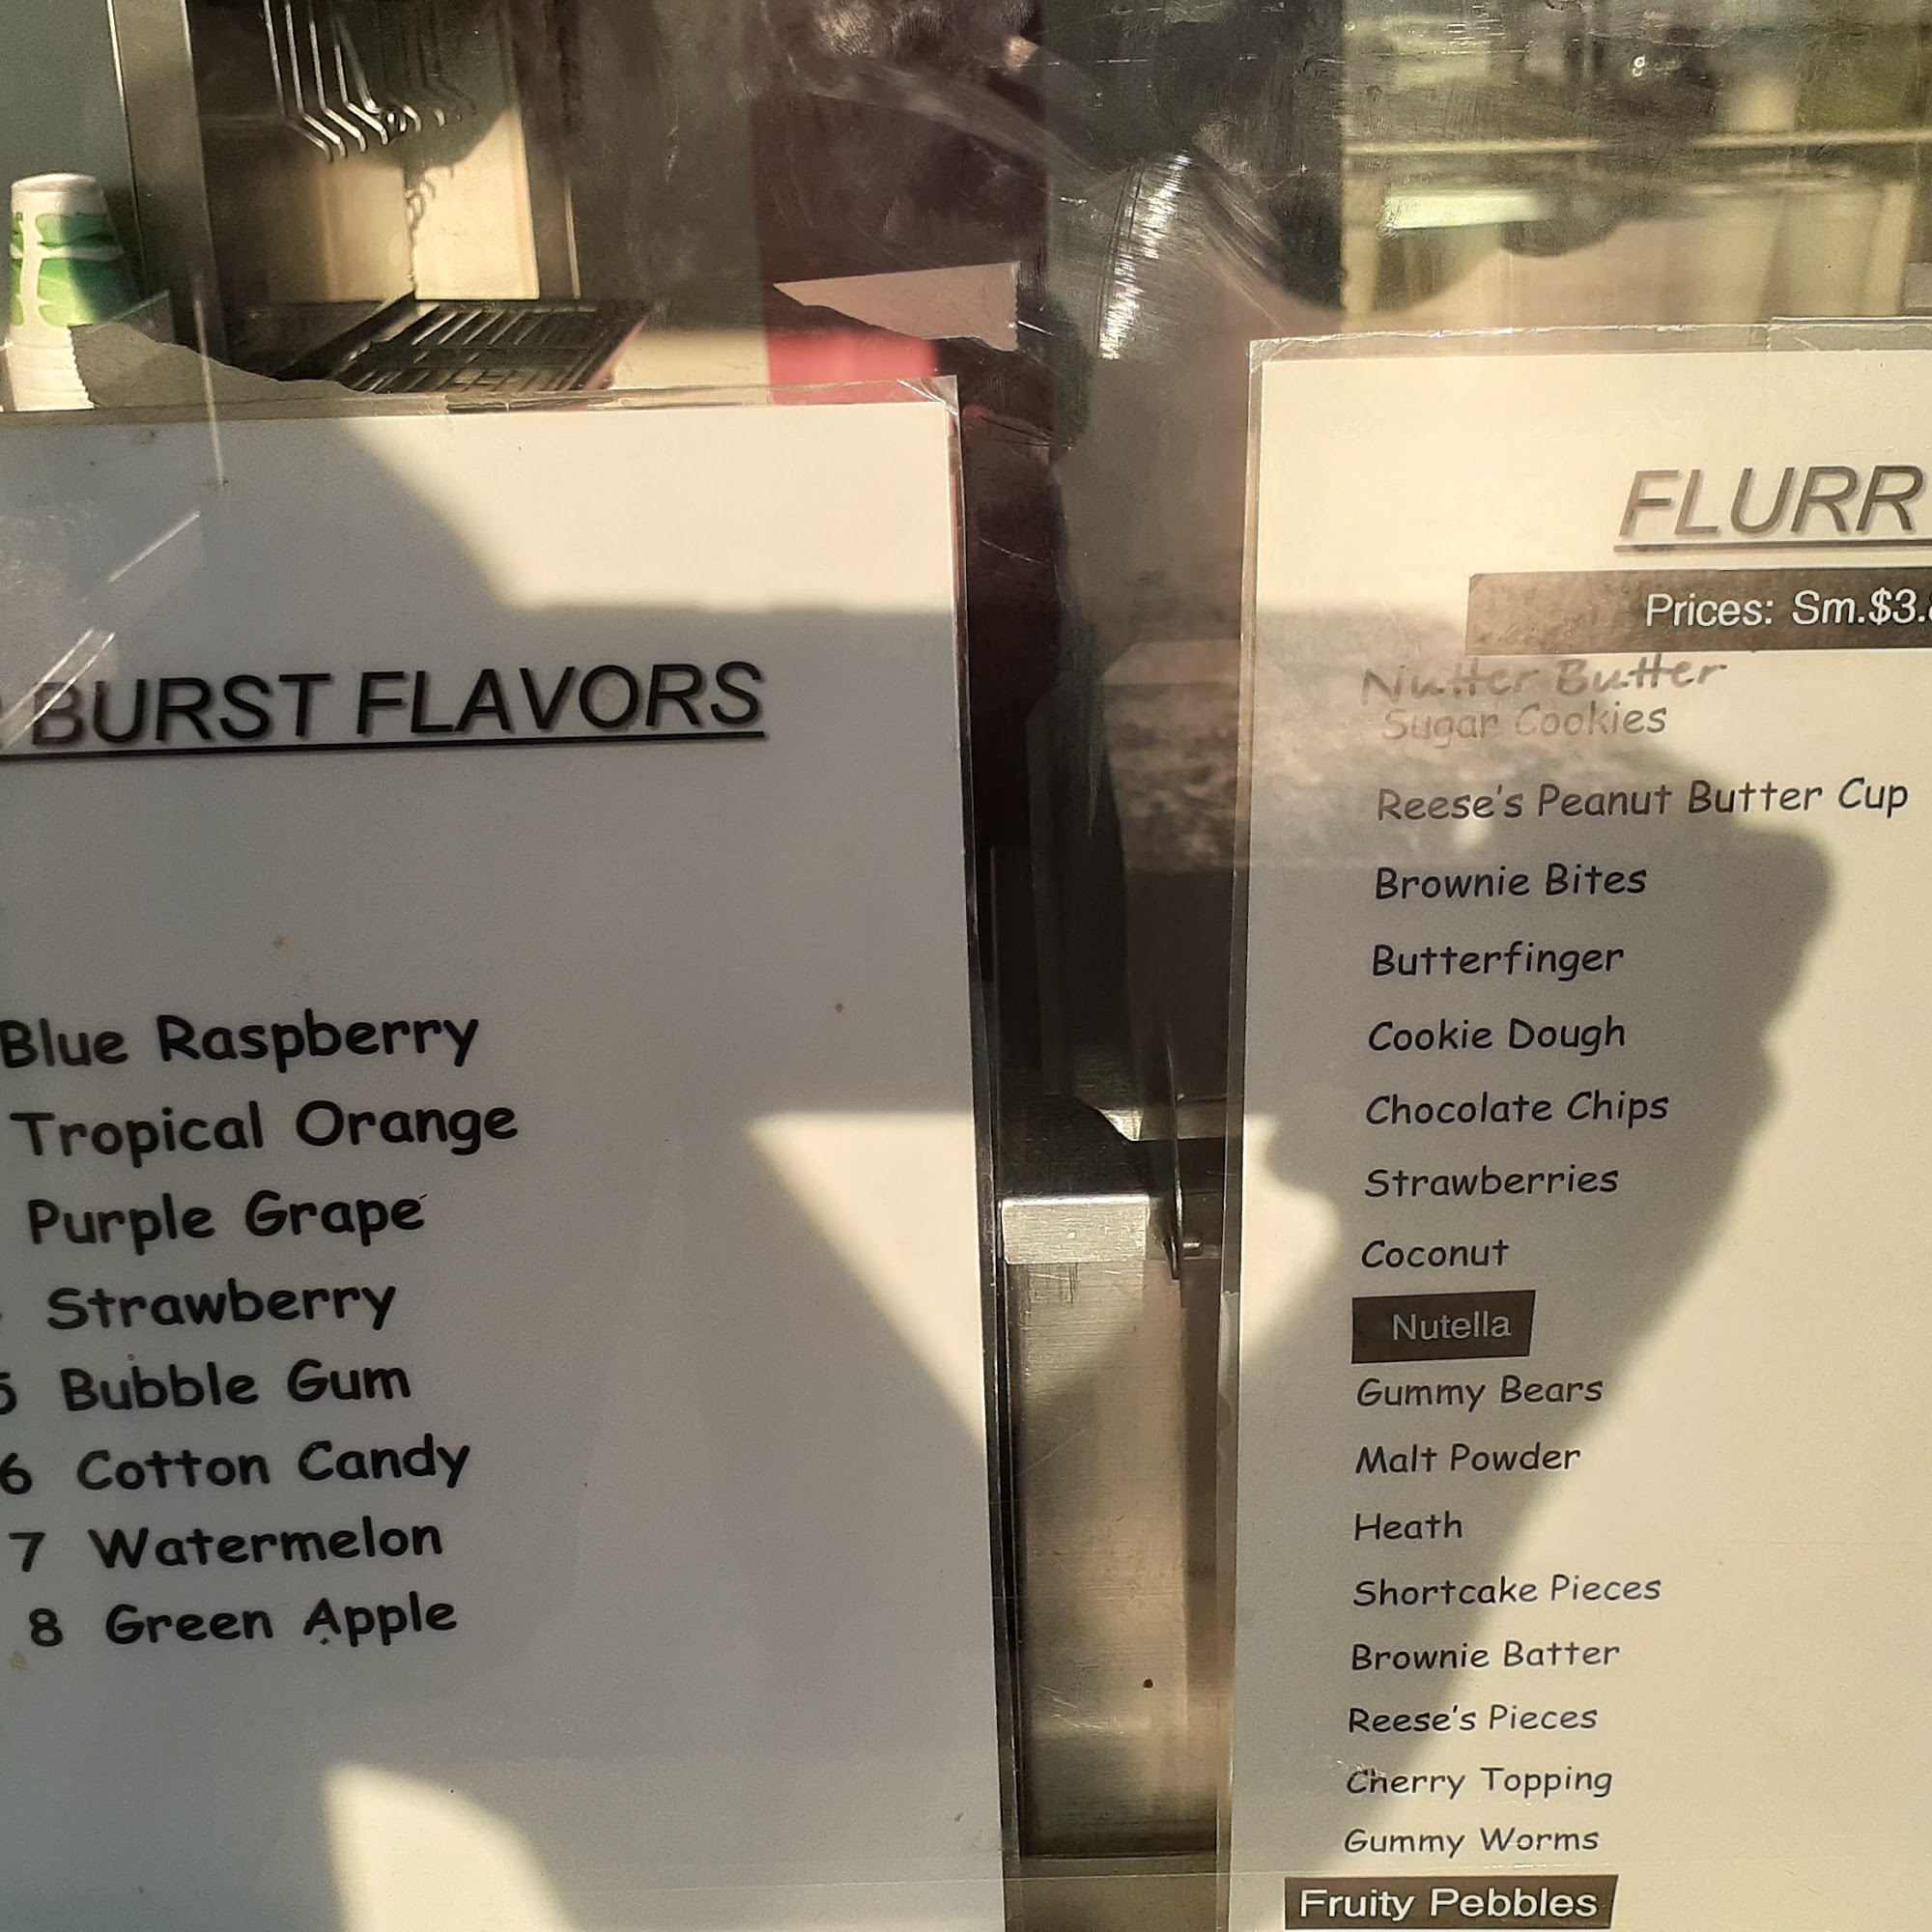 BURST FLAVORS
Blue Raspberry
Tropical Orange
Purple Grape
Strawberry
5 Bubble Gum
6 Cotton Candy
7 Watermelon
8 Green Apple
FLURR
Prices: Sm.$3.
Nutter Butter
Sugar Cookies
Reese's Peanut Butter Cup
Brownie Bites
Butterfinger
Cookie Dough
Chocolate Chips
Strawberries
Coconut
Nutella
Gummy Bears
Malt Powder
Heath
Shortcake Pieces
Brownie Batter
Reese's Pieces
Cherry Topping
Gummy Worms
Fruity Pebbles